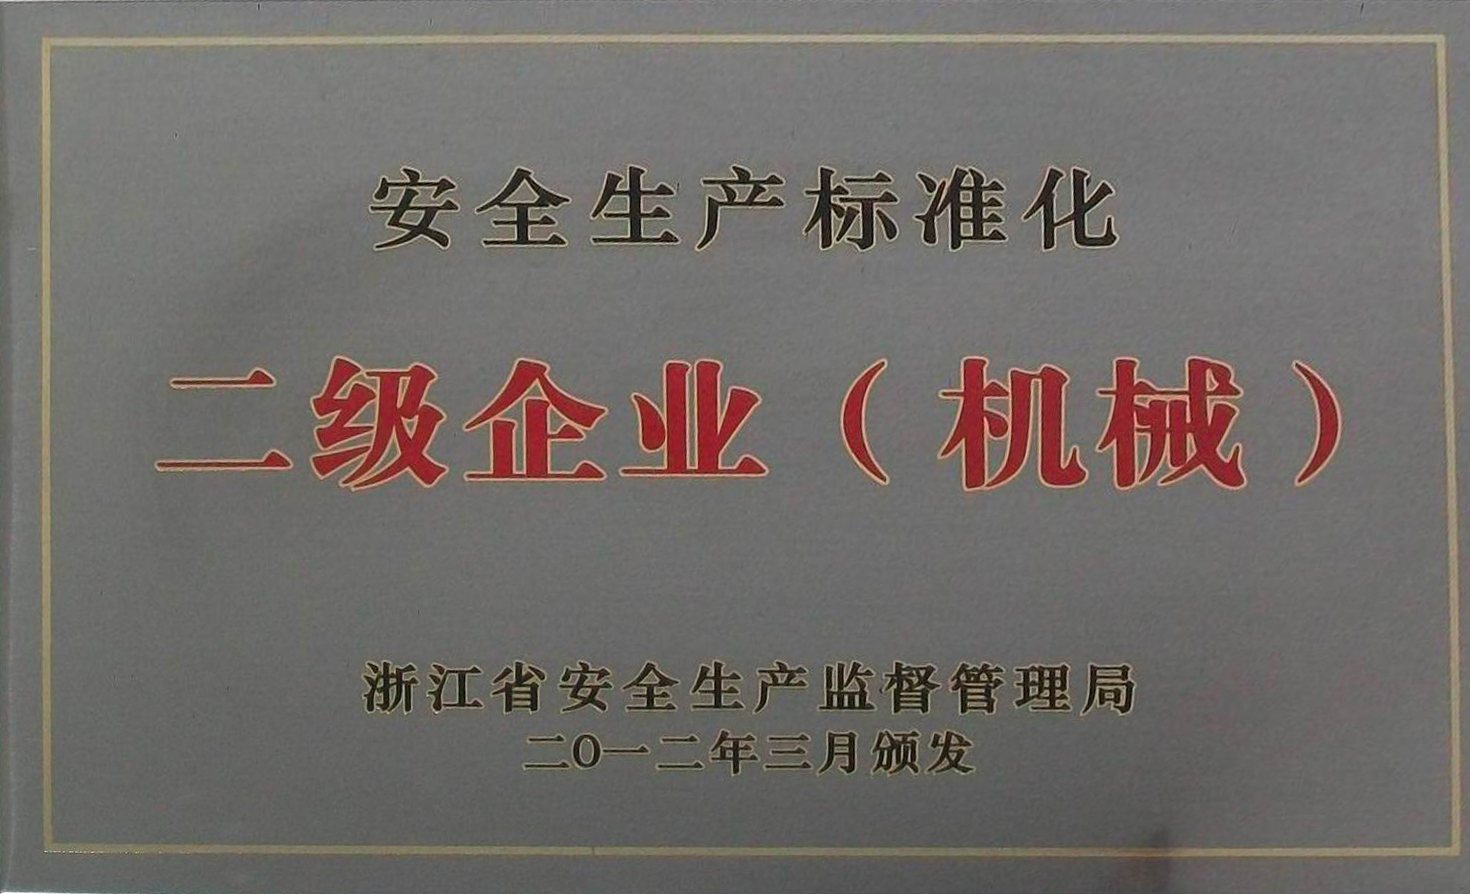 安全生产标准化
二级企业（机械）
浙江省安全生产监督管理局
二〇一二年三月颁发